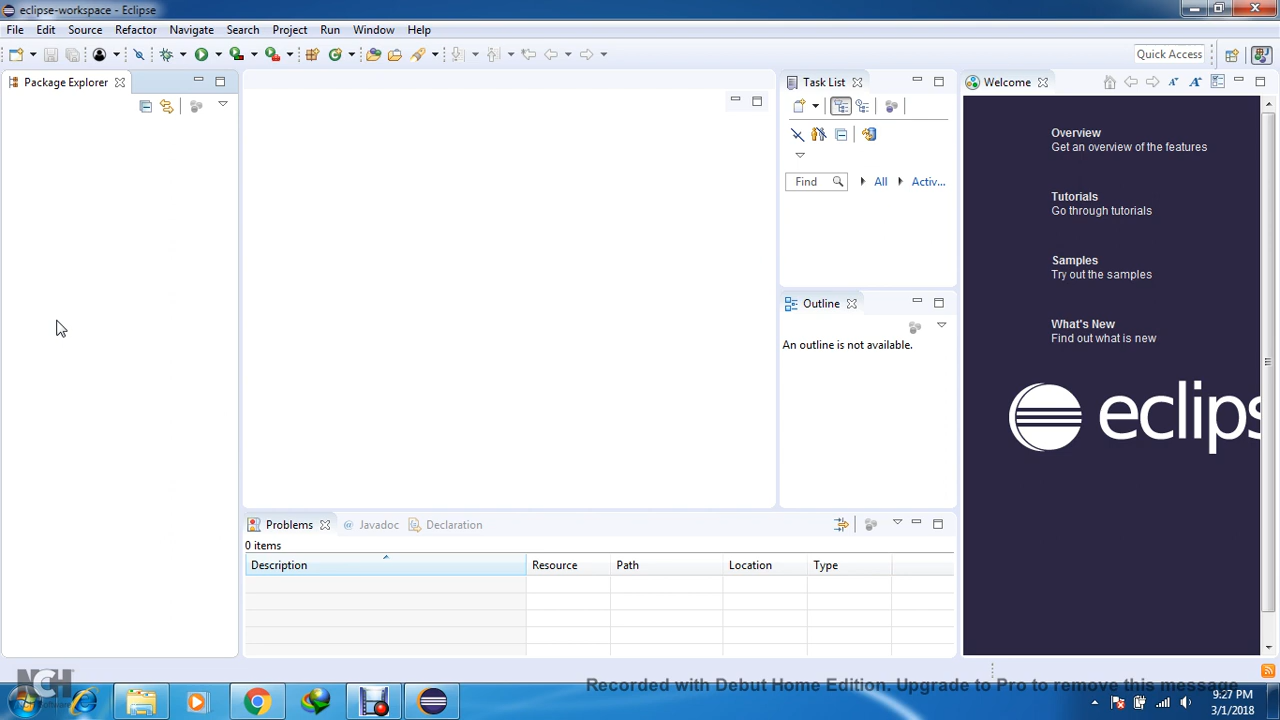 eclipse-workspace - Eclipse
File Edit Source Refactor Navigate Search Project Run Window Help
Quick Access
Package Explorer
Task List
Find All Activ...
Outline
An outline is not available.
Welcome
Overview
Get an overview of the features
Tutorials
Go through tutorials
Samples
Try out the samples
What's New
Find out what is new
eclips
Problems @ Javadoc Declaration
0 items
Description Resource Path Location Type
NCH
Software
Recorded with Debut Home Edition. Upgrade to Pro to remove this message
9:27 PM
3/1/2018